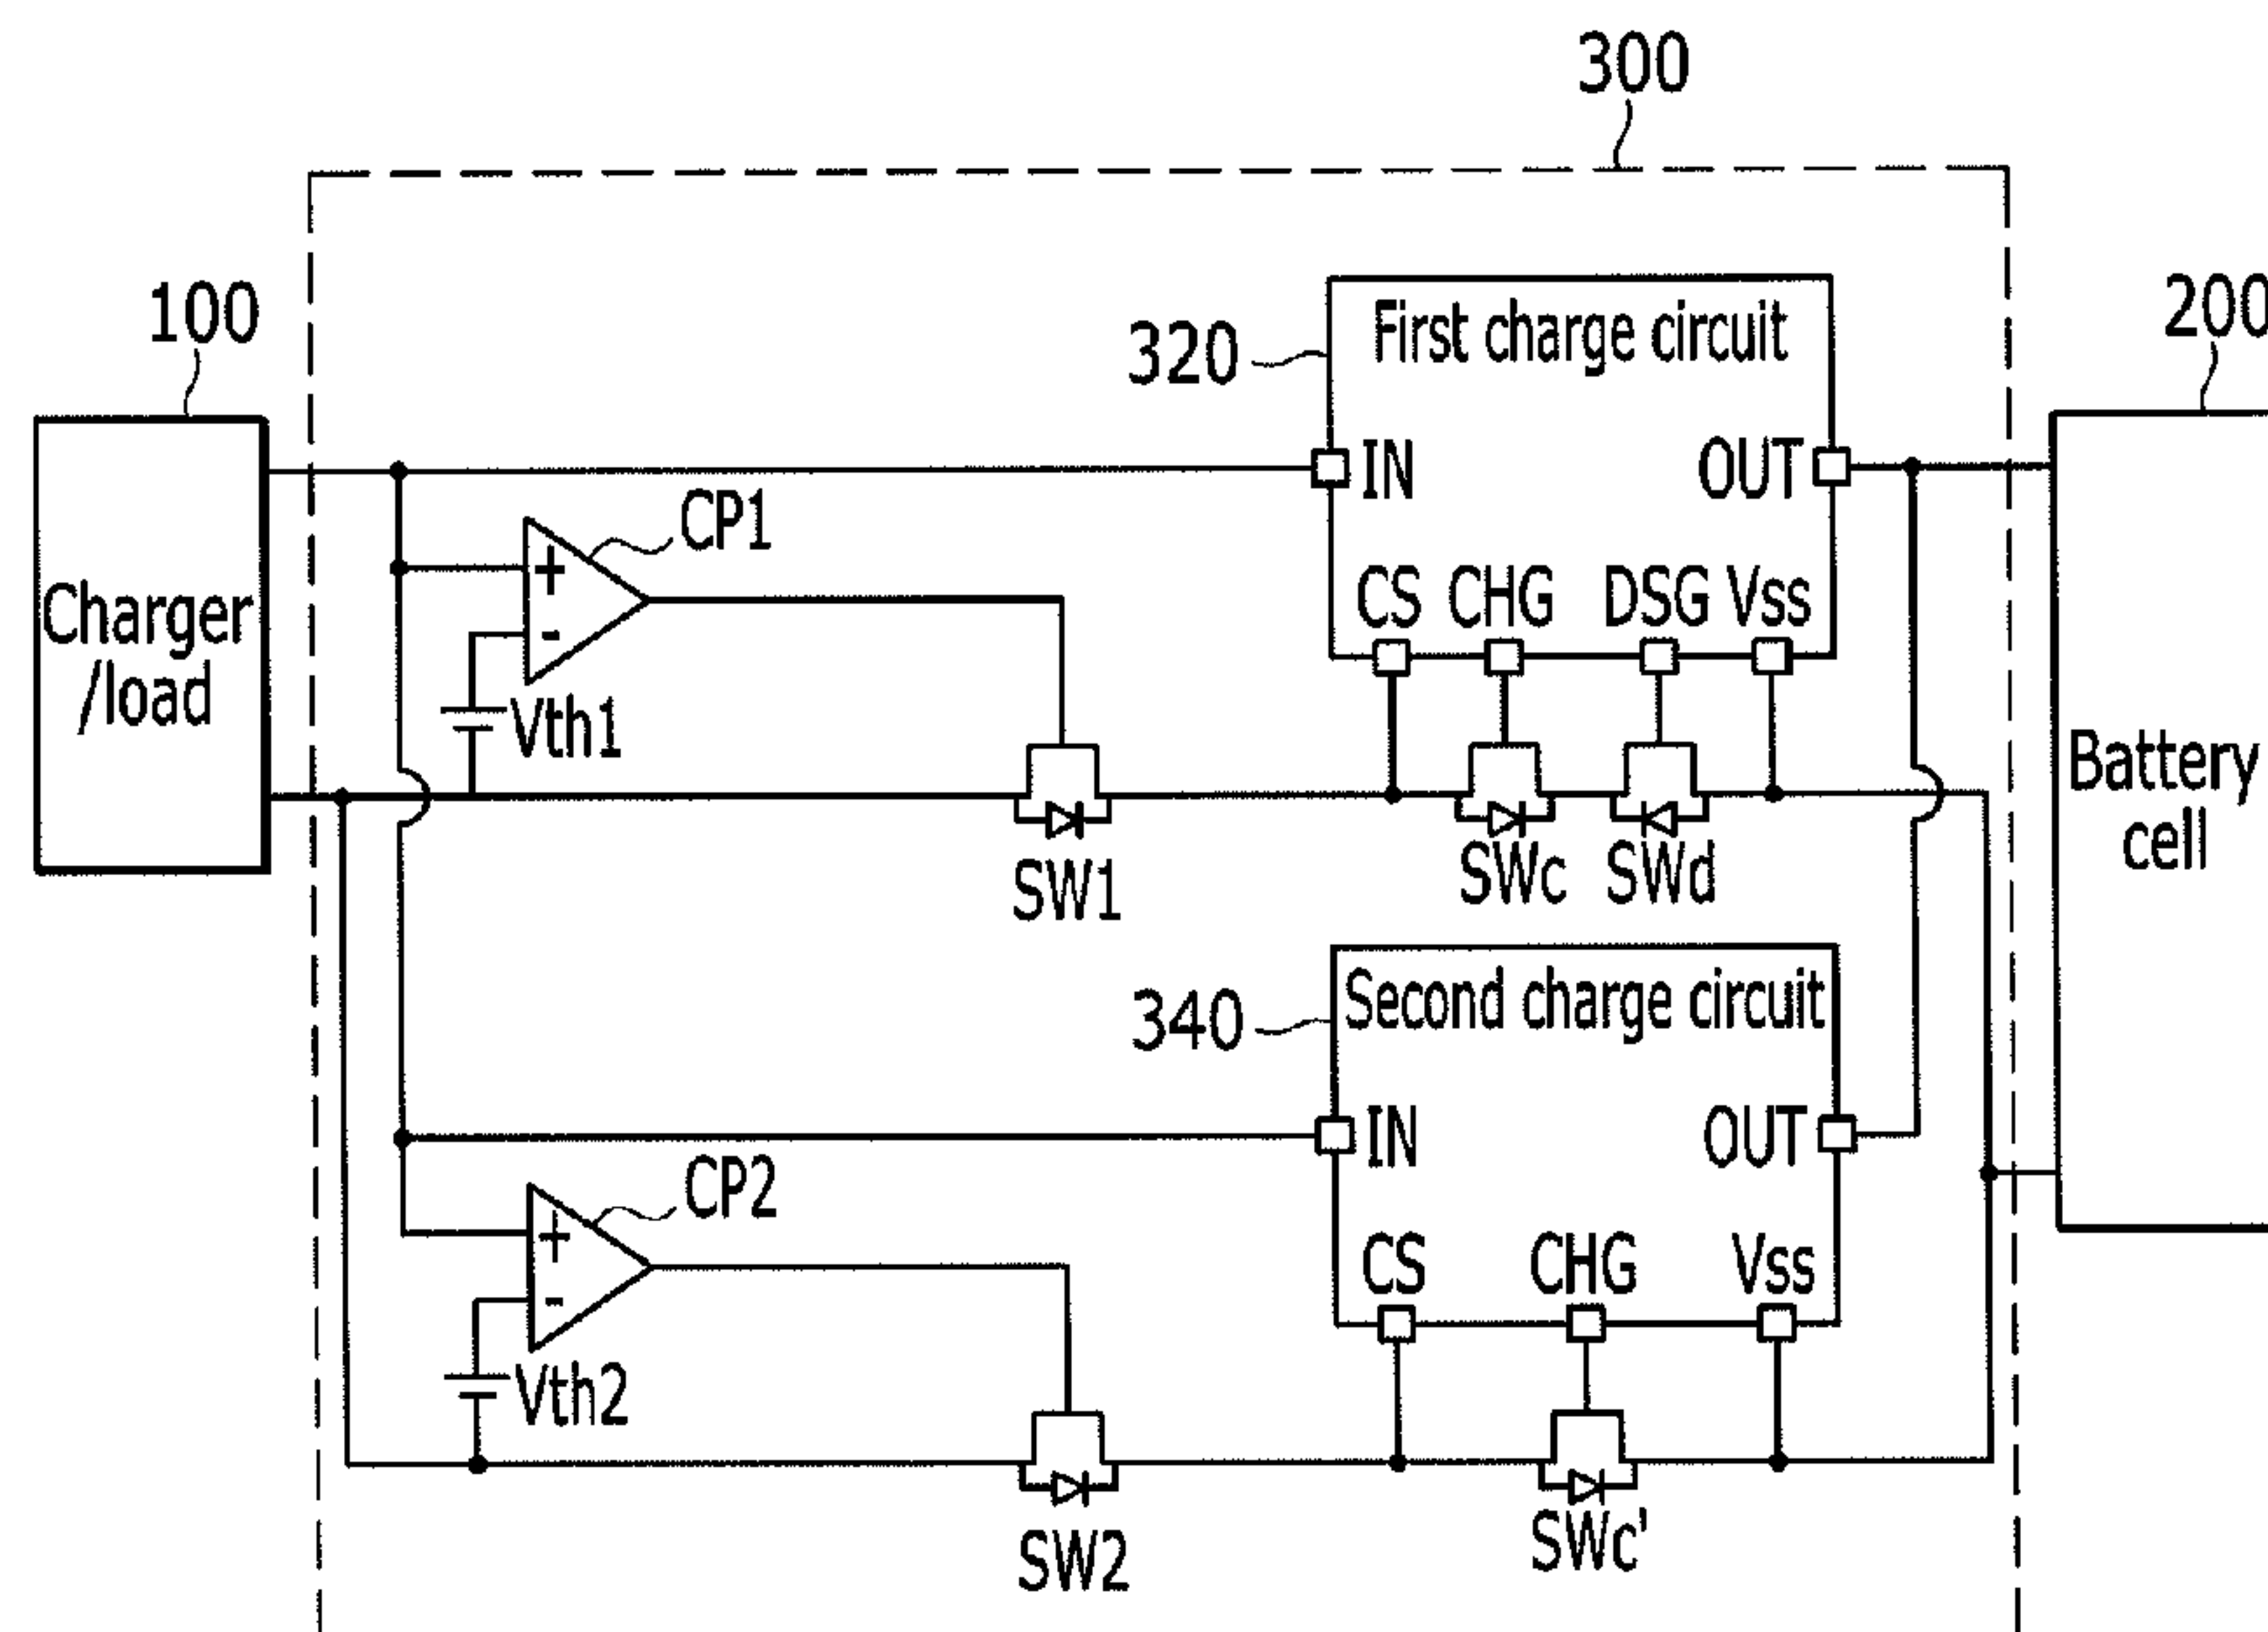 300
100
200
320
First charge circuit
IN
OUT
CP1
+
-
CS
CHG
DSG
Vss
Charger
/load
Vth1
Battery
cell
SW1
SWc
SWd
340
Second charge circuit
IN
OUT
CP2
+
-
CS
CHG
Vss
Vth2
SW2
SWc'